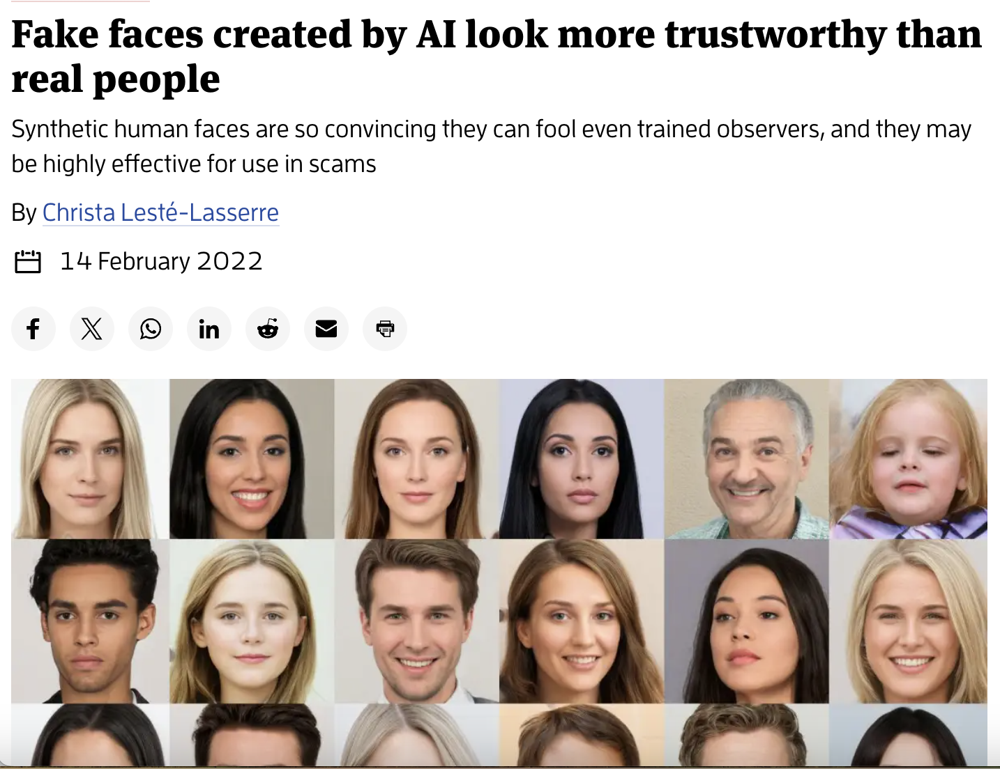 Fake faces created by AI look more trustworthy than
real people
Synthetic human faces are so convincing they can fool even trained observers, and they may
be highly effective for use in scams
By Christa Lesté-Lasserre
14 February 2022